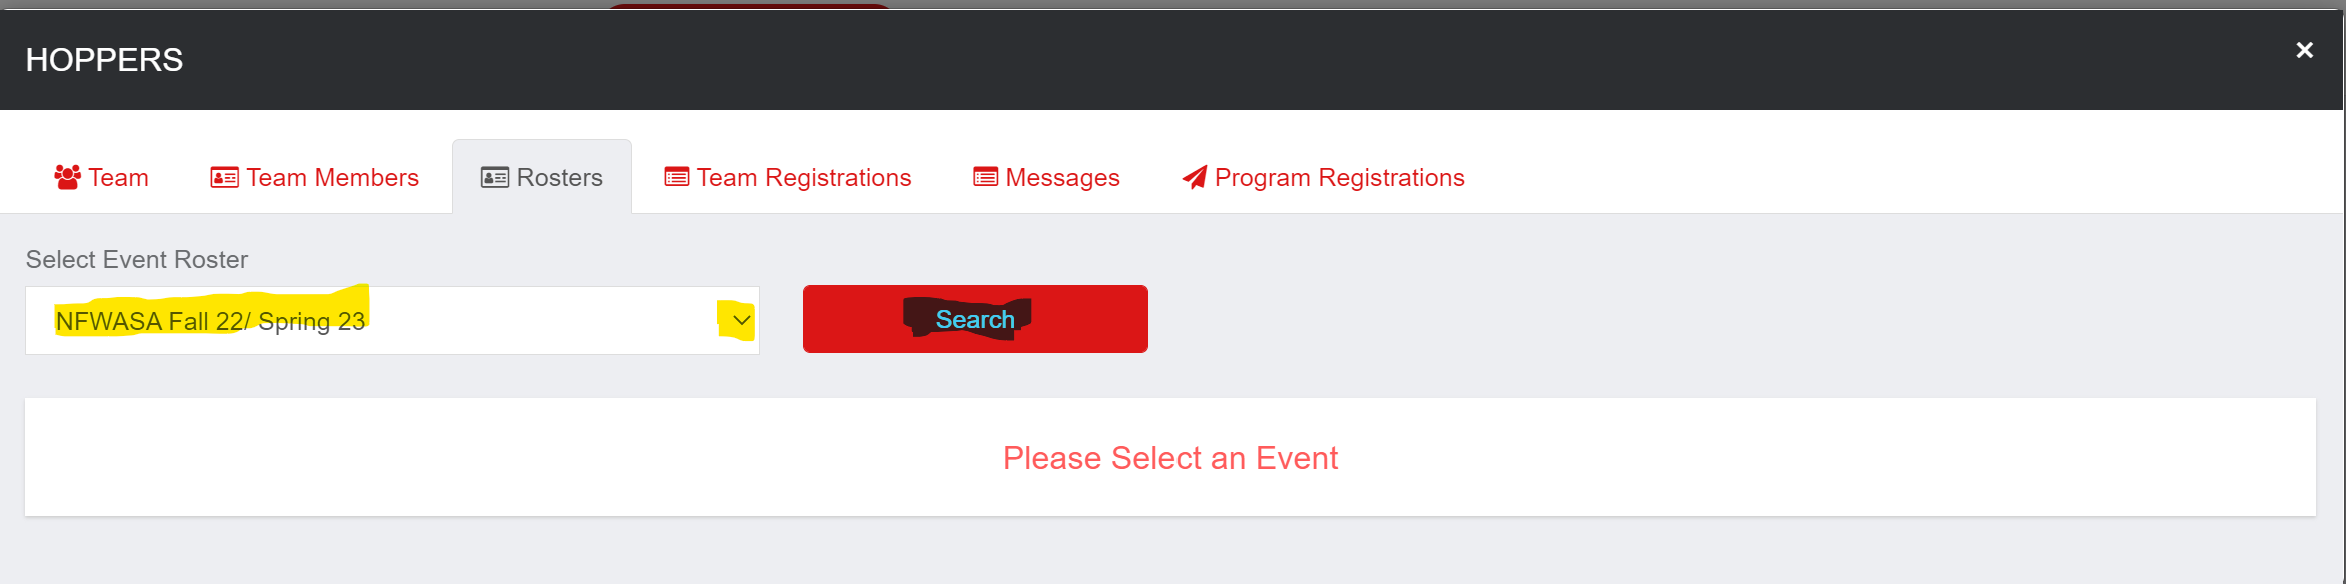 HOPPERS
Team Team Members Rosters Team Registrations Messages Program Registrations
Select Event Roster
NFWASA Fall 22/ Spring 23 Search
Please Select an Event